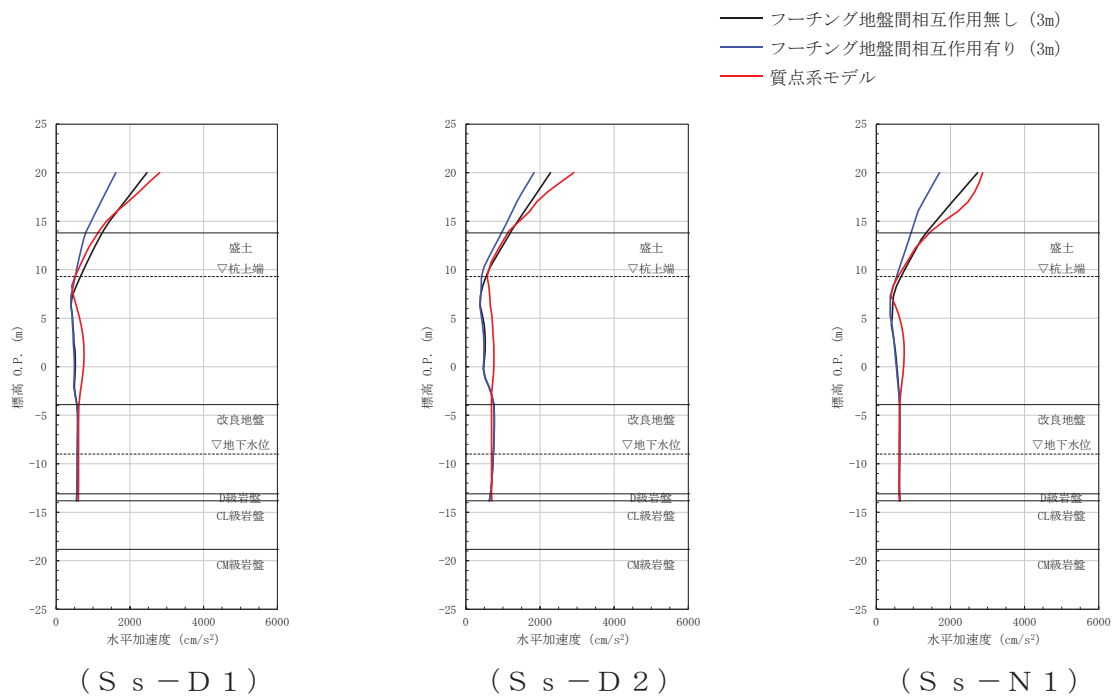 フーチング地盤間相互作用無し (3m)
フーチング地盤間相互作用有り (3m)
質点系モデル
25
20
15
10
5
0
-5
-10
-15
-20
-25
標高 O.P. (m)
盛土
▽杭上端
改良地盤
▽地下水位
D級岩盤
CL級岩盤
CM級岩盤
0 2000 4000 6000
水平加速度 (cm/s²)
(Ss-D1)
25
20
15
10
5
0
-5
-10
-15
-20
-25
標高 O.P. (m)
盛土
▽杭上端
改良地盤
▽地下水位
D級岩盤
CL級岩盤
CM級岩盤
0 2000 4000 6000
水平加速度 (cm/s²)
(Ss-D2)
25
20
15
10
5
0
-5
-10
-15
-20
-25
標高 O.P. (m)
盛土
▽杭上端
改良地盤
▽地下水位
D級岩盤
CL級岩盤
CM級岩盤
0 2000 4000 6000
水平加速度 (cm/s²)
(Ss-N1)